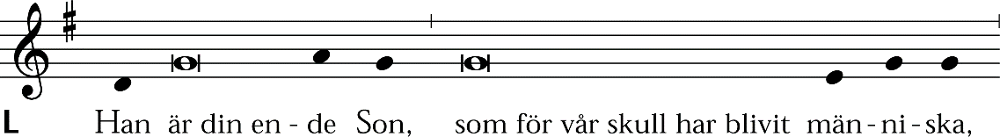 L Han är din en - de Son, som för vår skull har blivit män - ni - ska,